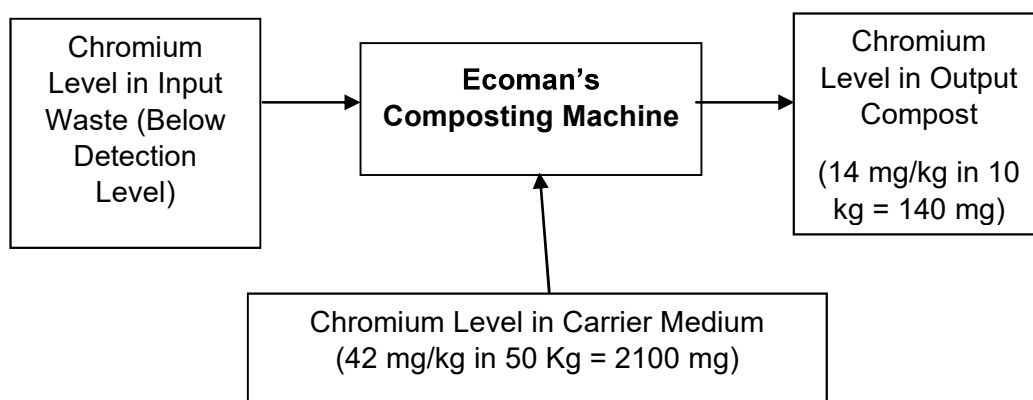 Chromium
Level in Input
Waste (Below
Detection
Level)
Ecoman’s
Composting Machine
Chromium
Level in Output
Compost
(14 mg/kg in 10
kg = 140 mg)
Chromium Level in Carrier Medium
(42 mg/kg in 50 Kg = 2100 mg)